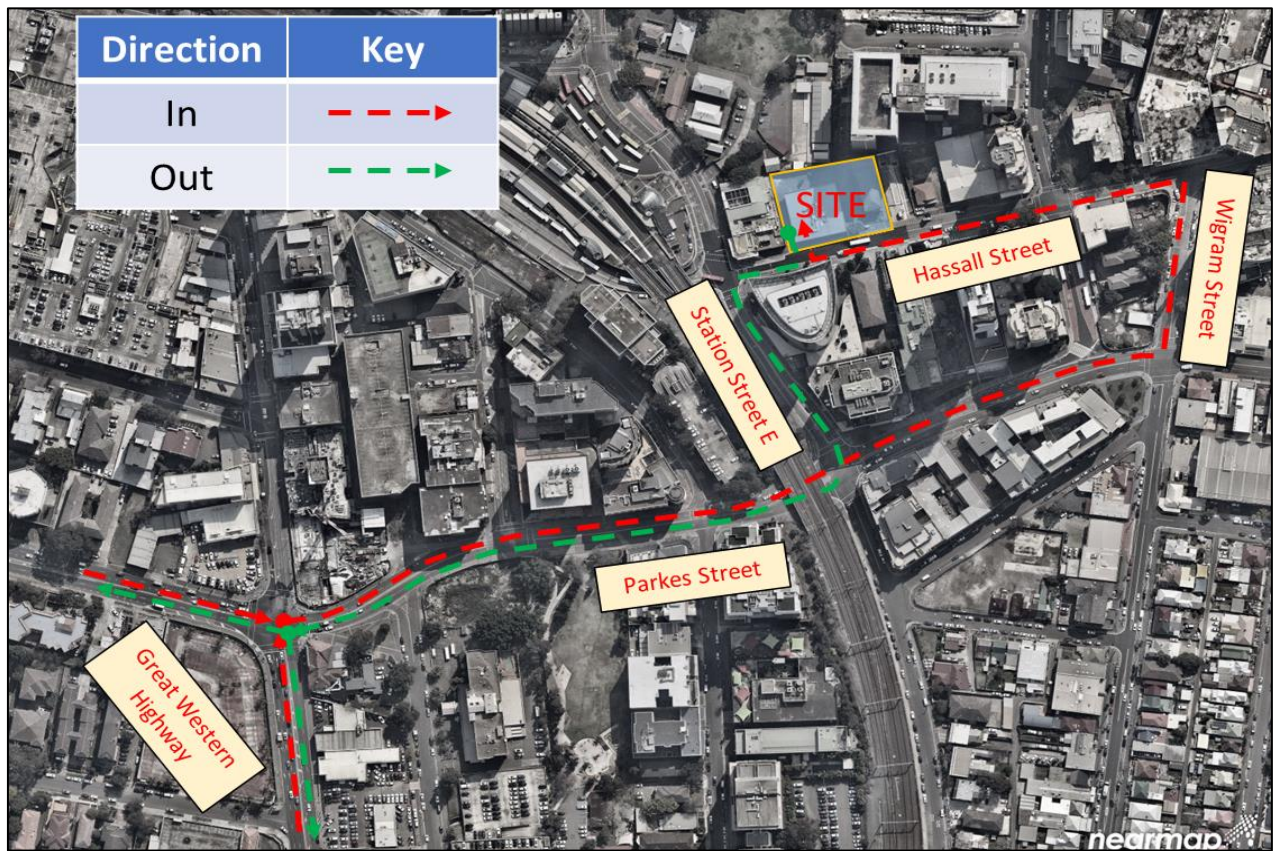 Direction Key
In
Out
SITE
Wigram Street
Hassall Street
Station Street E
Parkes Street
Great Western
Highway
nearmap